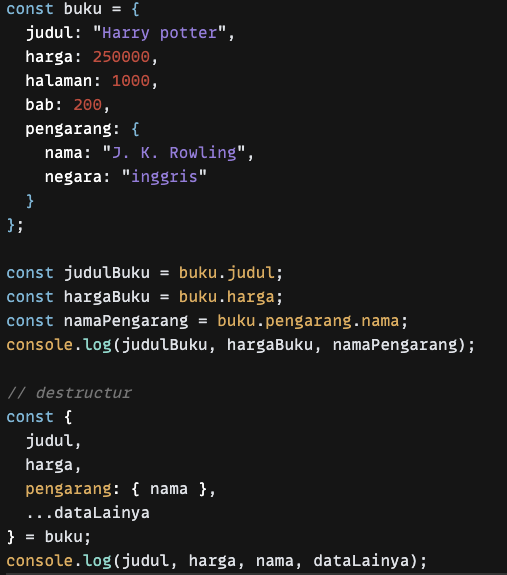 const buku = {
  judul: "Harry potter",
  harga: 250000,
  halaman: 1000,
  bab: 200,
  pengarang: {
    nama: "J. K. Rowling",
    negara: "inggris"
  }
};

const judulBuku = buku.judul;
const hargaBuku = buku.harga;
const namaPengarang = buku.pengarang.nama;
console.log(judulBuku, hargaBuku, namaPengarang);

// destructur
const {
  judul,
  harga,
  pengarang: { nama },
  ...dataLainya
} = buku;
console.log(judul, harga, nama, dataLainya);